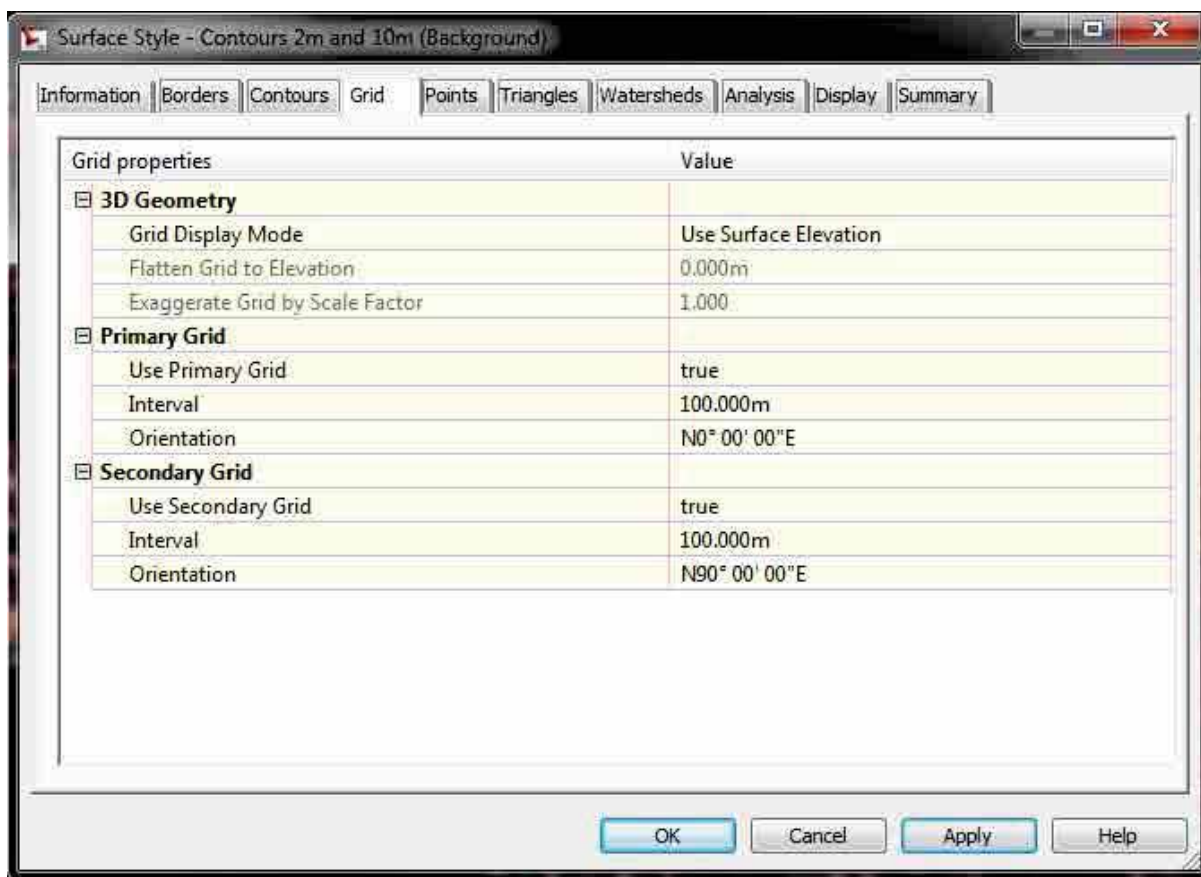 Surface Style - Contours 2m and 10m (Background)
Information Borders Contours Grid Points Triangles Watersheds Analysis Display Summary
Grid properties Value
3D Geometry
Grid Display Mode Use Surface Elevation
Flatten Grid to Elevation 0.000m
Exaggerate Grid by Scale Factor 1.000
Primary Grid
Use Primary Grid true
Interval 100.000m
Orientation N0° 00' 00"E
Secondary Grid
Use Secondary Grid true
Interval 100.000m
Orientation N90° 00' 00"E
OK Cancel Apply Help